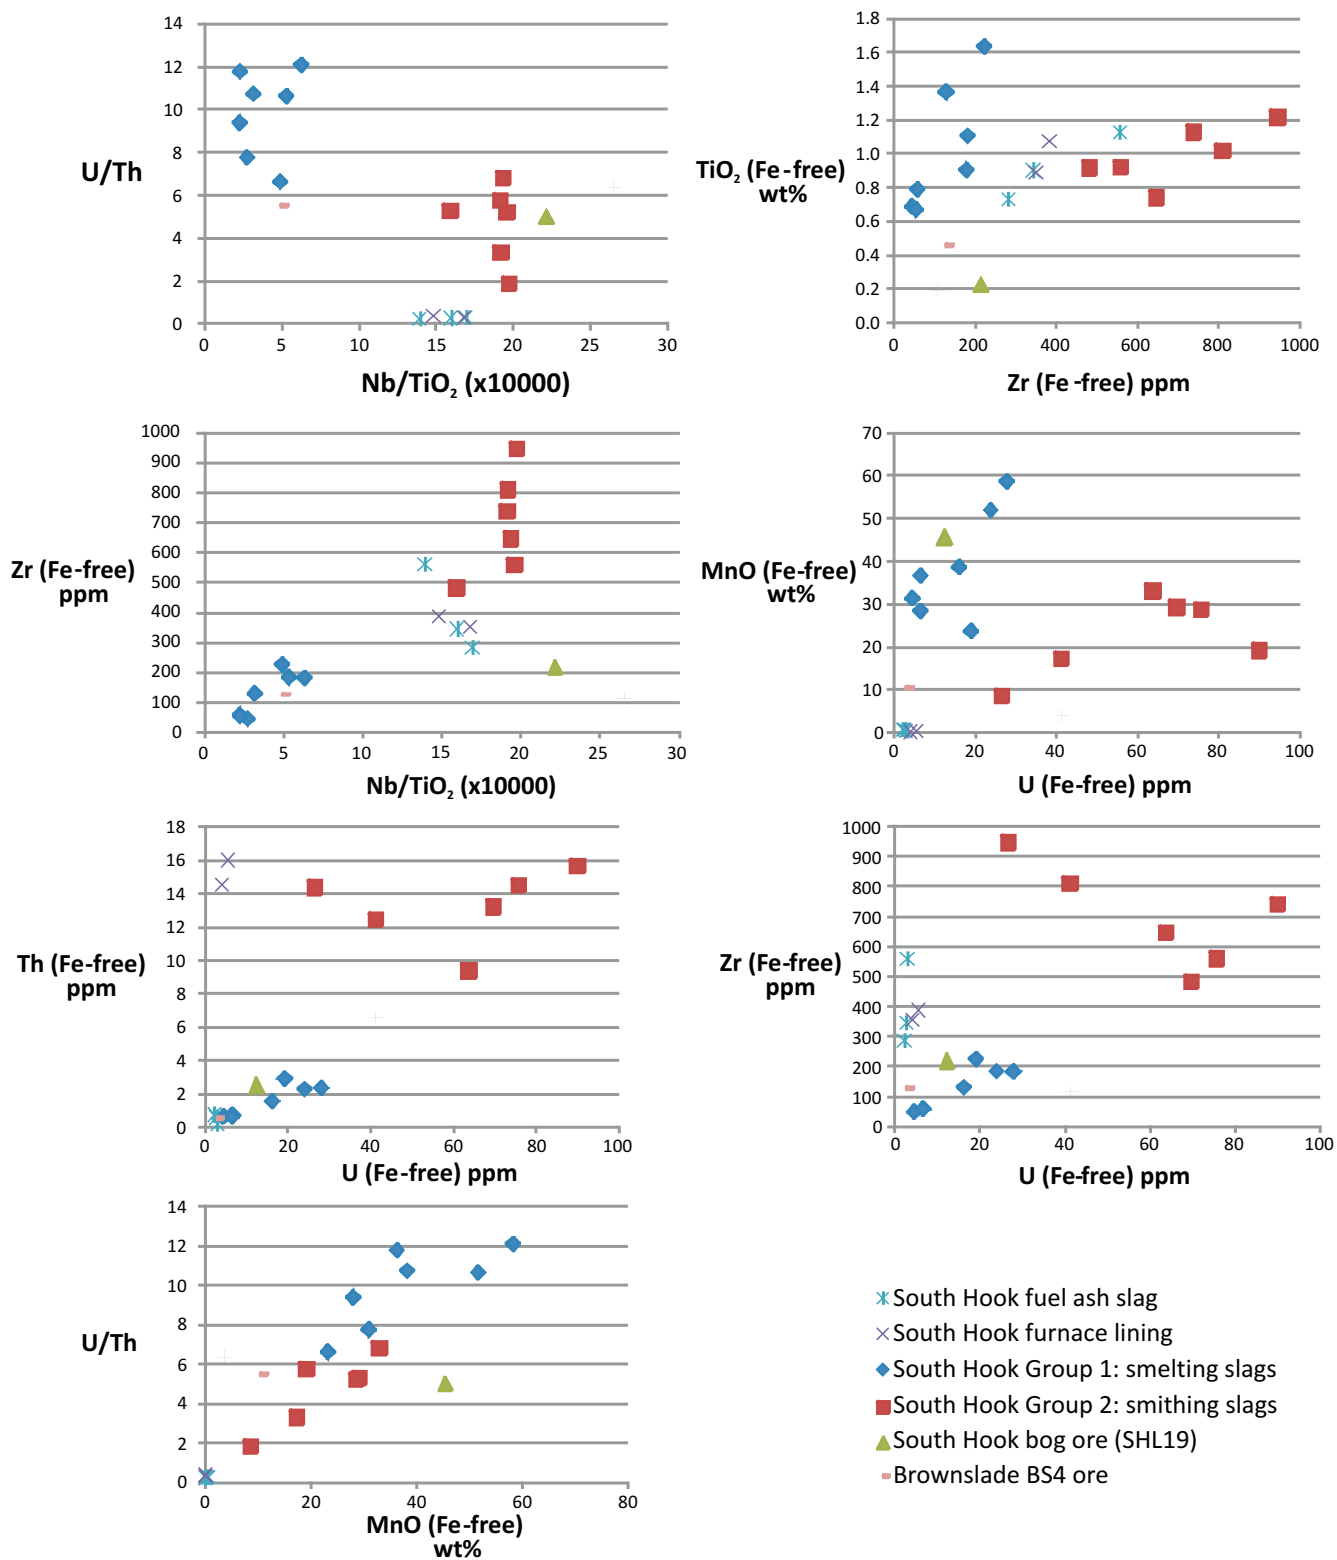 14
12
10
8
6
4
2
0
U/Th
0 5 10 15 20 25 30
Nb/TiO₂ (x10000)
1.8
1.6
1.4
1.2
1.0
0.8
0.6
0.4
0.2
0.0
TiO₂ (Fe-free)
wt%
0 200 400 600 800 1000
Zr (Fe-free) ppm
1000
900
800
700
600
500
400
300
200
100
0
Zr (Fe-free)
ppm
0 5 10 15 20 25 30
Nb/TiO₂ (x10000)
70
60
50
40
30
20
10
0
MnO (Fe-free)
wt%
0 20 40 60 80 100
U (Fe-free) ppm
18
16
14
12
10
8
6
4
2
0
Th (Fe-free)
ppm
0 20 40 60 80 100
U (Fe-free) ppm
1000
900
800
700
600
500
400
300
200
100
0
Zr (Fe-free)
ppm
0 20 40 60 80 100
U (Fe-free) ppm
14
12
10
8
6
4
2
0
U/Th
0 20 40 60 80
MnO (Fe-free)
wt%
South Hook fuel ash slag
South Hook furnace lining
South Hook Group 1: smelting slags
South Hook Group 2: smithing slags
South Hook bog ore (SHL19)
Brownslade BS4 ore